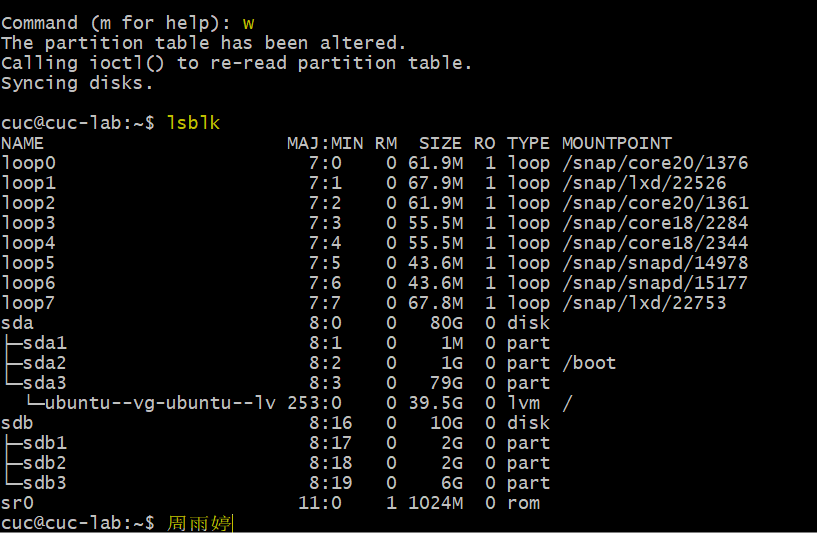 Command (m for help): w
The partition table has been altered.
Calling ioctl() to re-read partition table.
Syncing disks.

cuc@cuc-lab:~$ lsblk
NAME                      MAJ:MIN RM  SIZE RO TYPE MOUNTPOINT
loop0                       7:0    0 61.9M  1 loop /snap/core20/1376
loop1                       7:1    0 67.9M  1 loop /snap/lxd/22526
loop2                       7:2    0 61.9M  1 loop /snap/core20/1361
loop3                       7:3    0 55.5M  1 loop /snap/core18/2284
loop4                       7:4    0 55.5M  1 loop /snap/core18/2344
loop5                       7:5    0 43.6M  1 loop /snap/snapd/14978
loop6                       7:6    0 43.6M  1 loop /snap/snapd/15177
loop7                       7:7    0 67.8M  1 loop /snap/lxd/22753
sda                         8:0    0   80G  0 disk
├─sda1                      8:1    0    1M  0 part
├─sda2                      8:2    0    1G  0 part /boot
└─sda3                      8:3    0   79G  0 part
  └─ubuntu--vg-ubuntu--lv 253:0    0 39.5G  0 lvm  /
sdb                         8:16   0   10G  0 disk
├─sdb1                      8:17   0    2G  0 part
├─sdb2                      8:18   0    2G  0 part
└─sdb3                      8:19   0    6G  0 part
sr0                        11:0    1 1024M  0 rom
cuc@cuc-lab:~$ 周雨婷